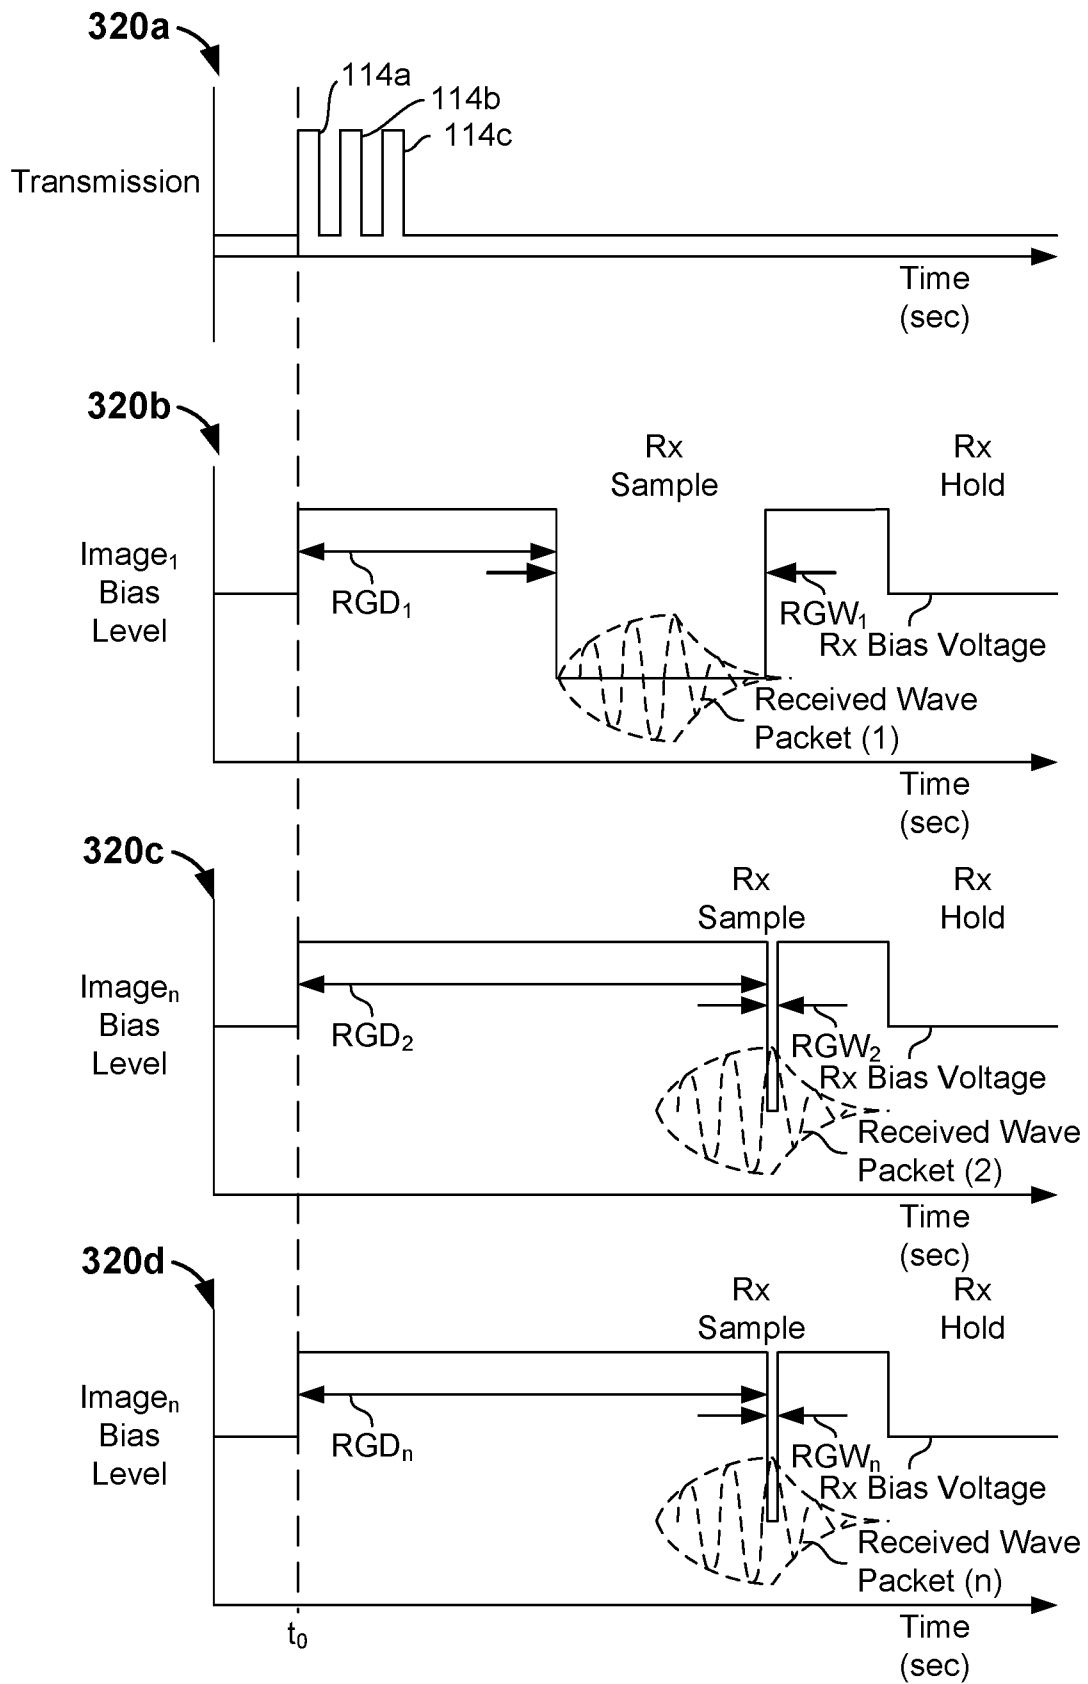 320a
114a
114b
114c
Transmission
Time
(sec)
320b
Rx
Sample
Rx
Hold
Image₁
Bias
Level
RGD₁
RGW₁
Rx Bias Voltage
Received Wave
Packet (1)
Time
(sec)
320c
Rx
Sample
Rx
Hold
Imageₙ
Bias
Level
RGD₂
RGW₂
Rx Bias Voltage
Received Wave
Packet (2)
Time
(sec)
320d
Rx
Sample
Rx
Hold
Imageₙ
Bias
Level
RGDₙ
RGWₙ
Rx Bias Voltage
Received Wave
Packet (n)
t₀
Time
(sec)